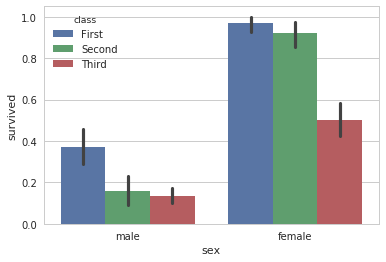 class
First
Second
Third
survived
1.0
0.8
0.6
0.4
0.2
0.0
male
female
sex